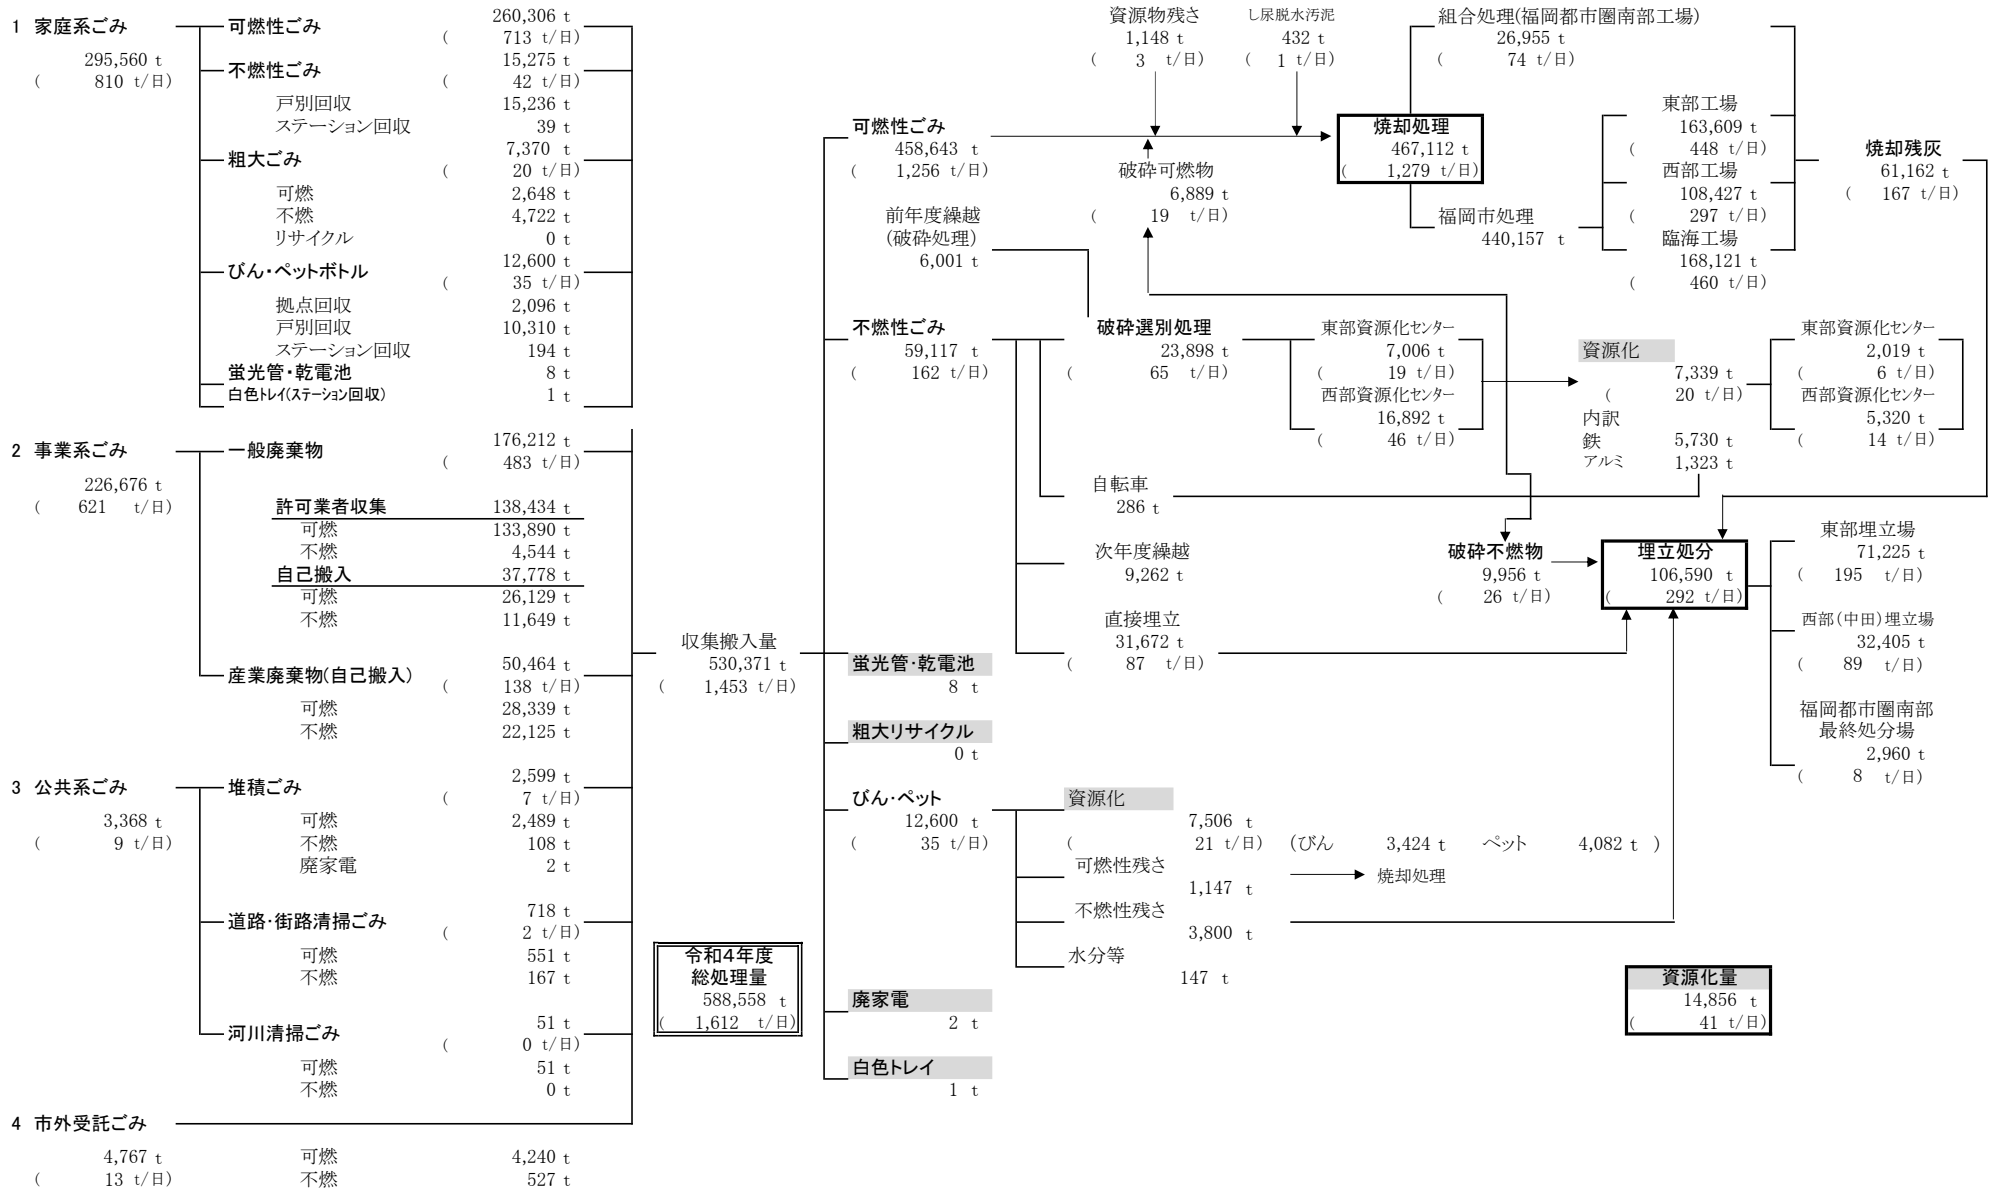 1 家庭系ごみ
295,560 t
( 810 t/日)
可燃性ごみ
260,306 t
( 713 t/日)
不燃性ごみ
15,275 t
( 42 t/日)
戸別回収 15,236 t
ステーション回収 39 t
粗大ごみ
7,370 t
( 20 t/日)
可燃 2,648 t
不燃 4,722 t
リサイクル 0 t
びん・ペットボトル
12,600 t
( 35 t/日)
拠点回収 2,096 t
戸別回収 10,310 t
ステーション回収 194 t
蛍光管・乾電池 8 t
白色トレイ(ステーション回収) 1 t
2 事業系ごみ
226,676 t
( 621 t/日)
一般廃棄物
176,212 t
( 483 t/日)
許可業者収集 138,434 t
可燃 133,890 t
不燃 4,544 t
自己搬入 37,778 t
可燃 26,129 t
不燃 11,649 t
産業廃棄物(自己搬入)
50,464 t
( 138 t/日)
可燃 28,339 t
不燃 22,125 t
3 公共系ごみ
3,368 t
( 9 t/日)
堆積ごみ
2,599 t
( 7 t/日)
可燃 2,489 t
不燃 108 t
廃家電 2 t
道路・街路清掃ごみ
718 t
( 2 t/日)
可燃 551 t
不燃 167 t
河川清掃ごみ
51 t
( 0 t/日)
可燃 51 t
不燃 0 t
4 市外受託ごみ
4,767 t
( 13 t/日)
可燃 4,240 t
不燃 527 t
収集搬入量
530,371 t
( 1,453 t/日)
令和4年度
総処理量
588,558 t
( 1,612 t/日)
可燃性ごみ
458,643 t
( 1,256 t/日)
前年度繰越
(破砕処理)
6,001 t
不燃性ごみ
59,117 t
( 162 t/日)
蛍光管・乾電池
8 t
粗大リサイクル
0 t
びん・ペット
12,600 t
( 35 t/日)
廃家電
2 t
白色トレイ
1 t
資源物残さ
1,148 t
( 3 t/日)
し尿脱水汚泥
432 t
( 1 t/日)
破砕可燃物
6,889 t
( 19 t/日)
破砕選別処理
23,898 t
( 65 t/日)
東部資源化センター
7,006 t
( 19 t/日)
西部資源化センター
16,892 t
( 46 t/日)
自転車
286 t
次年度繰越
9,262 t
直接埋立
31,672 t
( 87 t/日)
資源化
7,506 t
( 21 t/日) (びん 3,424 t ペット 4,082 t )
可燃性残さ
1,147 t
焼却処理
不燃性残さ
3,800 t
水分等
147 t
焼却処理
467,112 t
( 1,279 t/日)
組合処理(福岡都市圏南部工場)
26,955 t
( 74 t/日)
福岡市処理
440,157 t
東部工場
163,609 t
( 448 t/日)
西部工場
108,427 t
( 297 t/日)
臨海工場
168,121 t
( 460 t/日)
焼却残灰
61,162 t
( 167 t/日)
資源化
7,339 t
( 20 t/日)
内訳
鉄 5,730 t
アルミ 1,323 t
東部資源化センター
2,019 t
( 6 t/日)
西部資源化センター
5,320 t
( 14 t/日)
破砕不燃物
9,956 t
( 26 t/日)
埋立処分
106,590 t
( 292 t/日)
東部埋立場
71,225 t
( 195 t/日)
西部(中田)埋立場
32,405 t
( 89 t/日)
福岡都市圏南部
最終処分場
2,960 t
( 8 t/日)
資源化量
14,856 t
( 41 t/日)